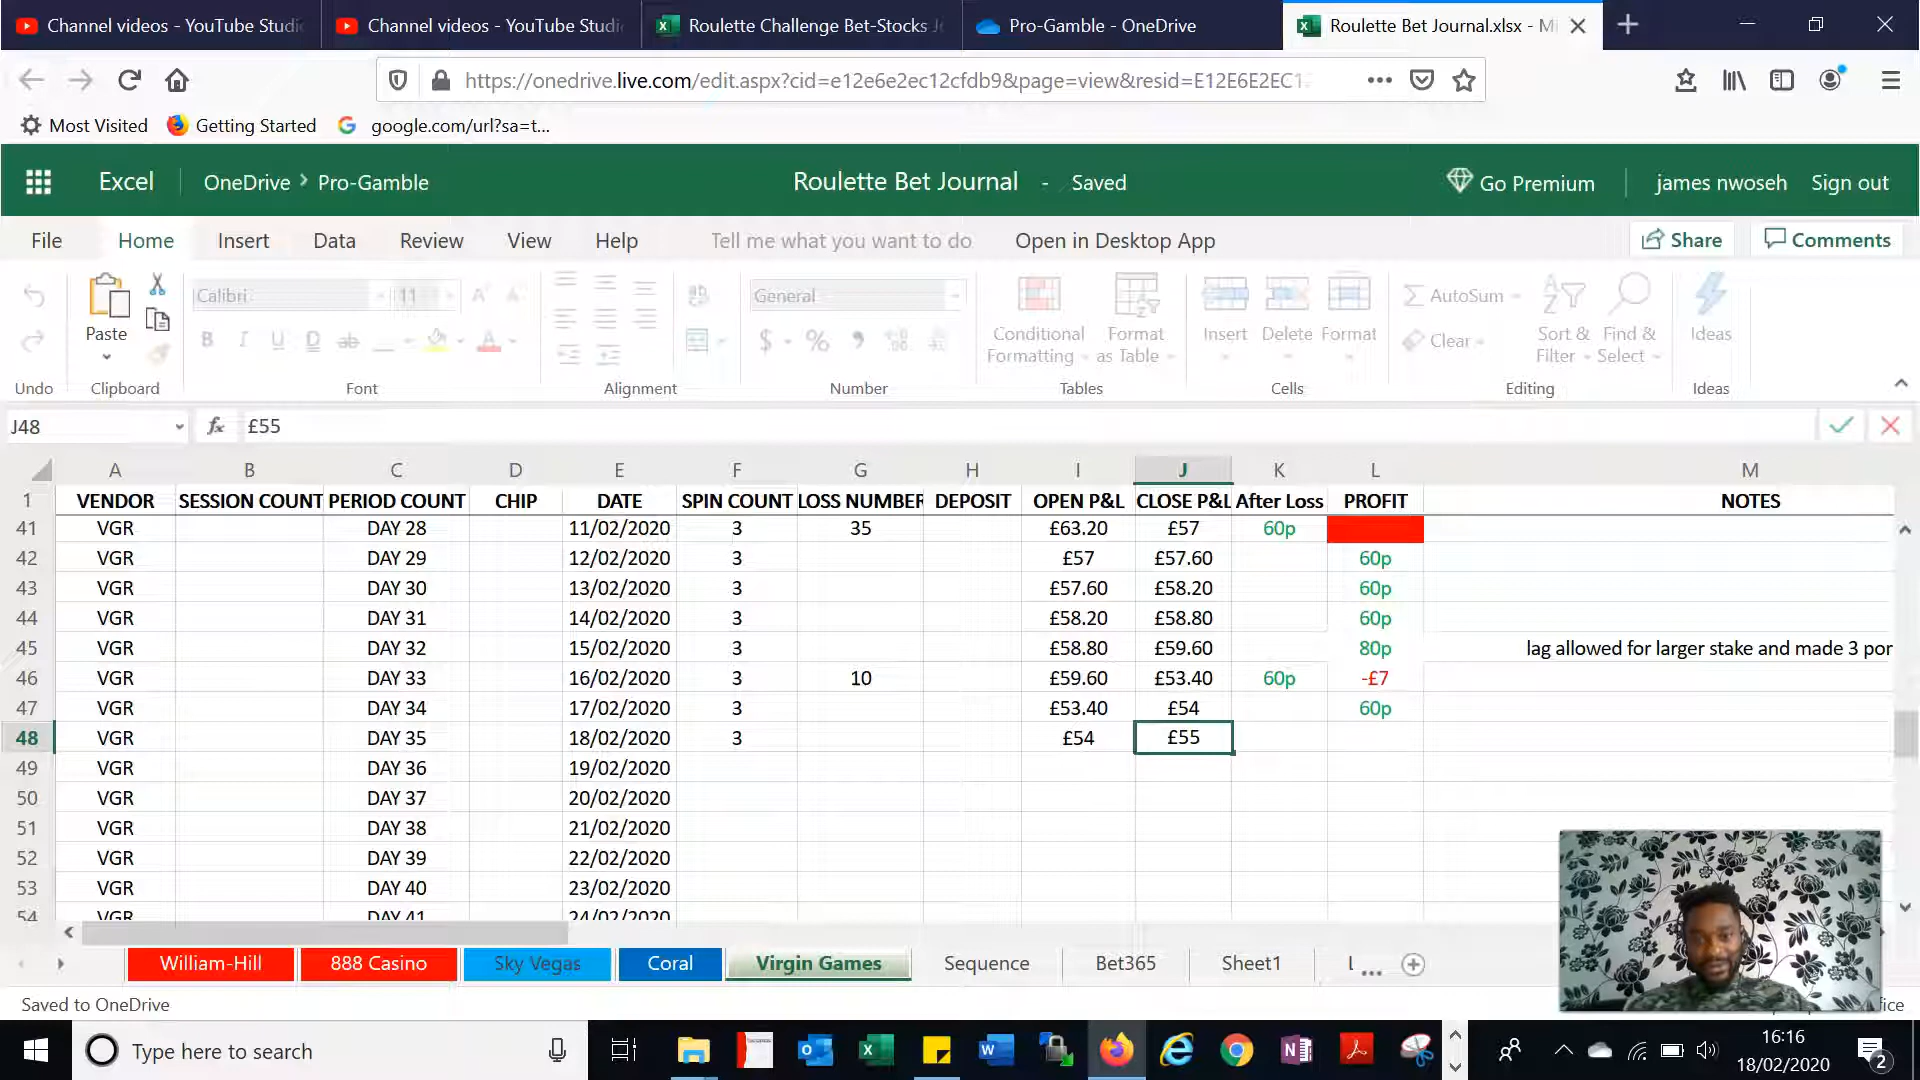 Channel videos - YouTube Studi
Channel videos - YouTube Studi
Roulette Challenge Bet-Stocks J
Pro-Gamble - OneDrive
Roulette Bet Journal.xlsx - Mi
https://onedrive.live.com/edit.aspx?cid=e12e6e2ec12cfdb9&page=view&resid=E12E6E2EC12
Most Visited
Getting Started
google.com/url?sa=t...
Excel
OneDrive > Pro-Gamble
Roulette Bet Journal - Saved
Go Premium
james nwoseh
Sign out
File Home Insert Data Review View Help Tell me what you want to do Open in Desktop App Share Comments
Calibri 11
General
AutoSum
Paste
Conditional Formatting
Format as Table
Insert Delete Format
Clear
Sort & Filter
Find & Select
Ideas
Undo Clipboard Font Alignment Number Tables Cells Editing Ideas
J48 fx £55
A B C D E F G H I J K L M
1 VENDOR SESSION COUNT PERIOD COUNT CHIP DATE SPIN COUNT LOSS NUMBER DEPOSIT OPEN P&L CLOSE P&L After Loss PROFIT NOTES
41 VGR DAY 28 11/02/2020 3 35 £63.20 £57 60p
42 VGR DAY 29 12/02/2020 3 £57 £57.60 60p
43 VGR DAY 30 13/02/2020 3 £57.60 £58.20 60p
44 VGR DAY 31 14/02/2020 3 £58.20 £58.80 60p
45 VGR DAY 32 15/02/2020 3 £58.80 £59.60 80p lag allowed for larger stake and made 3 por
46 VGR DAY 33 16/02/2020 3 10 £59.60 £53.40 60p -£7
47 VGR DAY 34 17/02/2020 3 £53.40 £54 60p
48 VGR DAY 35 18/02/2020 3 £54 £55
49 VGR DAY 36 19/02/2020
50 VGR DAY 37 20/02/2020
51 VGR DAY 38 21/02/2020
52 VGR DAY 39 22/02/2020
53 VGR DAY 40 23/02/2020
54 VGR DAY 41 24/02/2020
William-Hill 888 Casino Sky Vegas Coral Virgin Games Sequence Bet365 Sheet1 ...
Saved to OneDrive
fice
Type here to search
16:16
18/02/2020
2